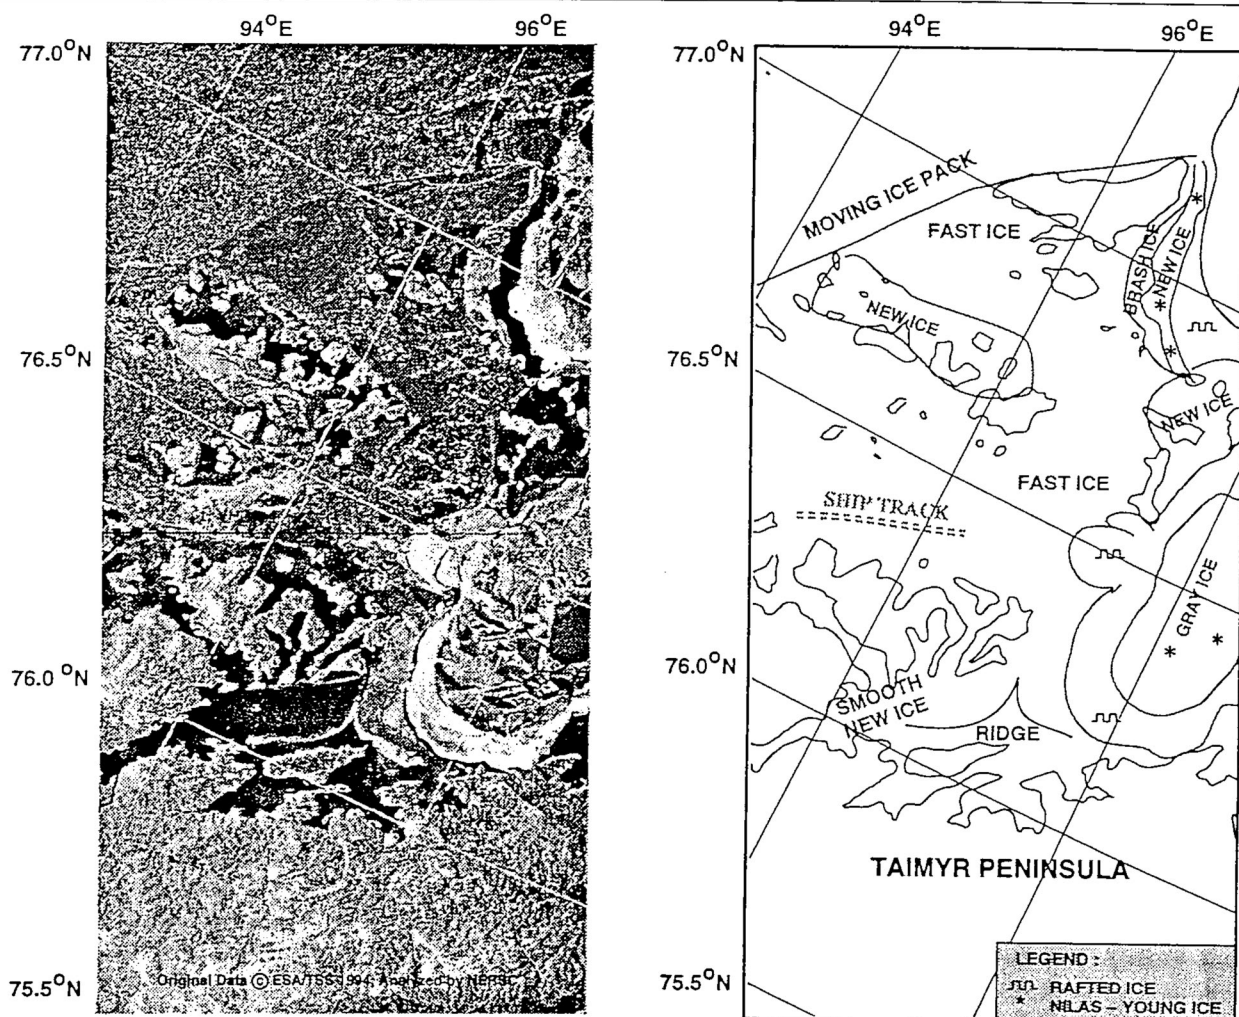 94°E
96°E
77.0°N
76.5°N
76.0°N
75.5°N
Original Data © ESA/TSS 1994, Analyzed by NERSC
94°E
96°E
77.0°N
76.5°N
76.0°N
75.5°N
MOVING ICE PACK
FAST ICE
BRASH ICE
NEW ICE
NEW ICE
NEW ICE
FAST ICE
SHIP TRACK
GRAY ICE
SMOOTH
NEW ICE
RIDGE
TAIMYR PENINSULA
LEGEND :
RAFTED ICE
* NILAS – YOUNG ICE